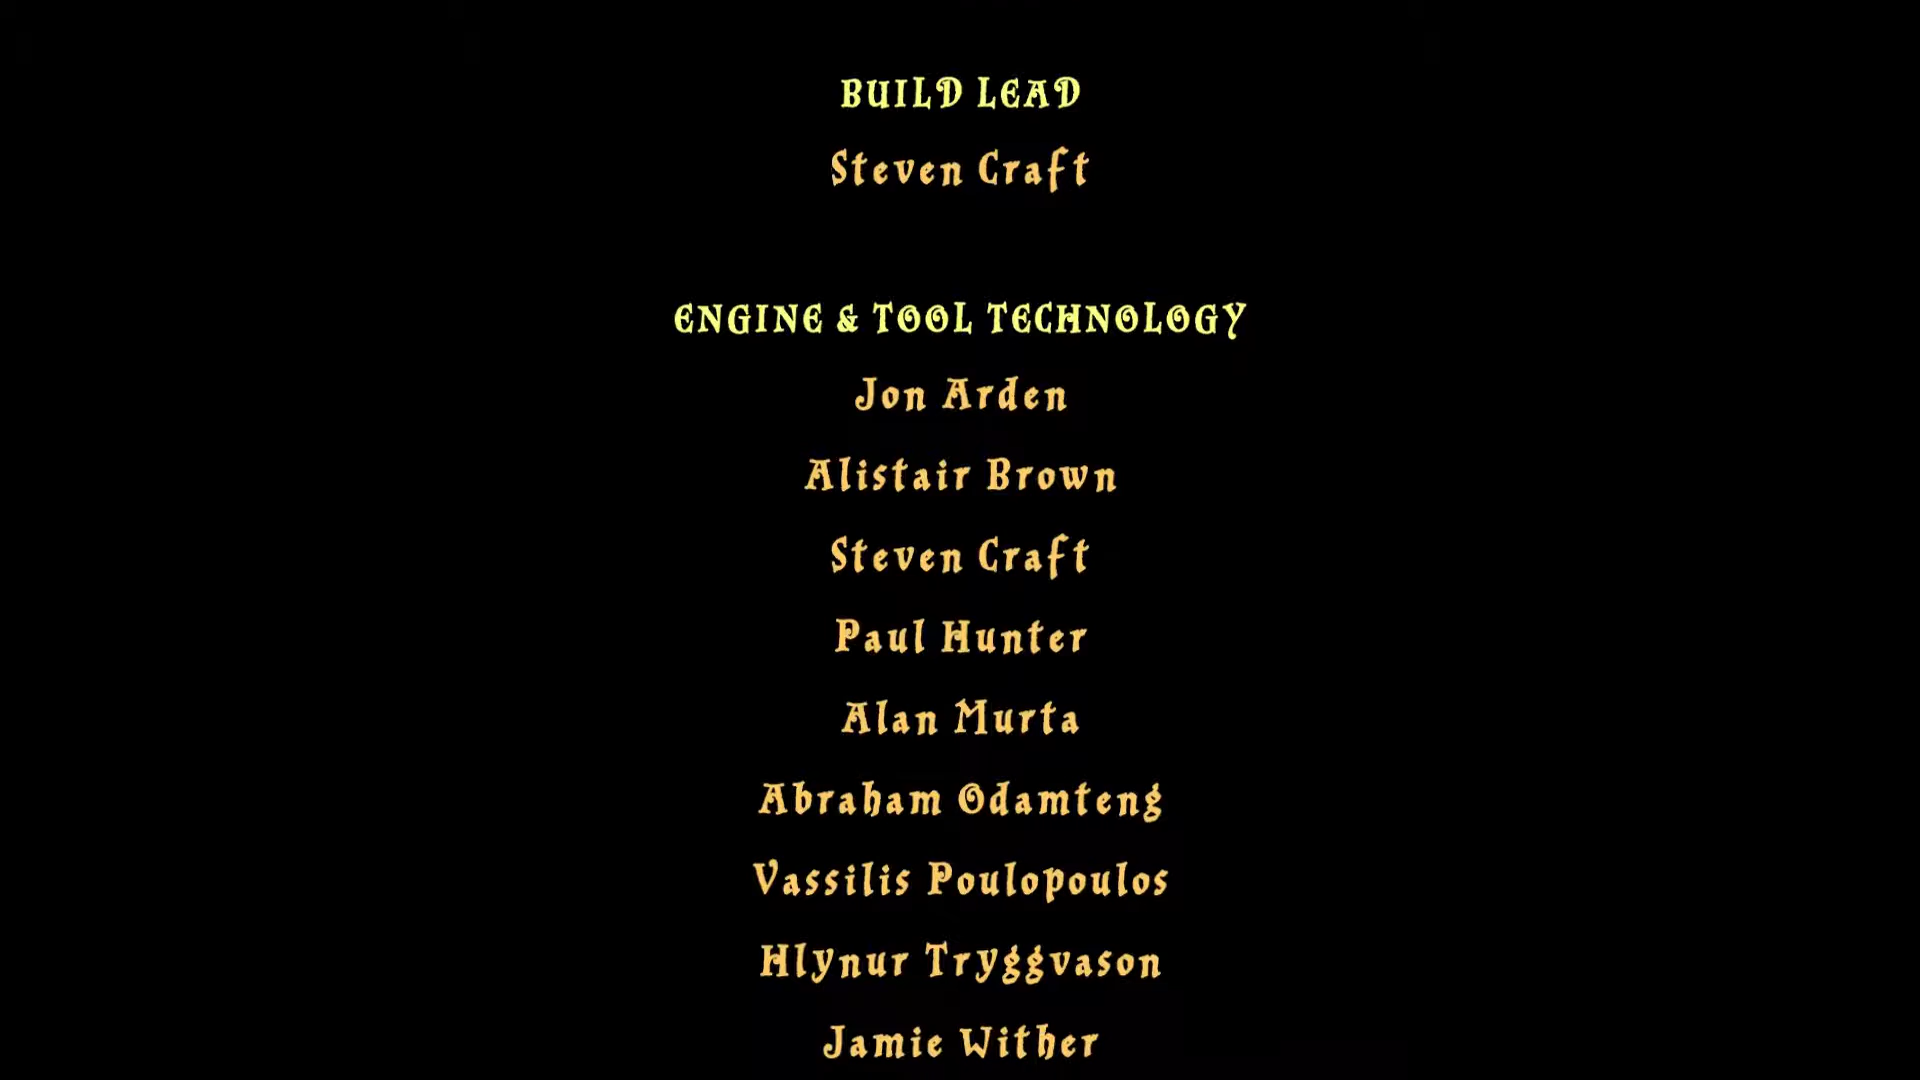 BUILD LEAD
Steven Craft
ENGINE & TOOL TECHNOLOGY
Jon Arden
Alistair Brown
Steven Craft
Paul Hunter
Alan Murta
Abraham Odamteng
Vassilis Poulopoulos
Hlynur Tryggvason
Jamie Wither